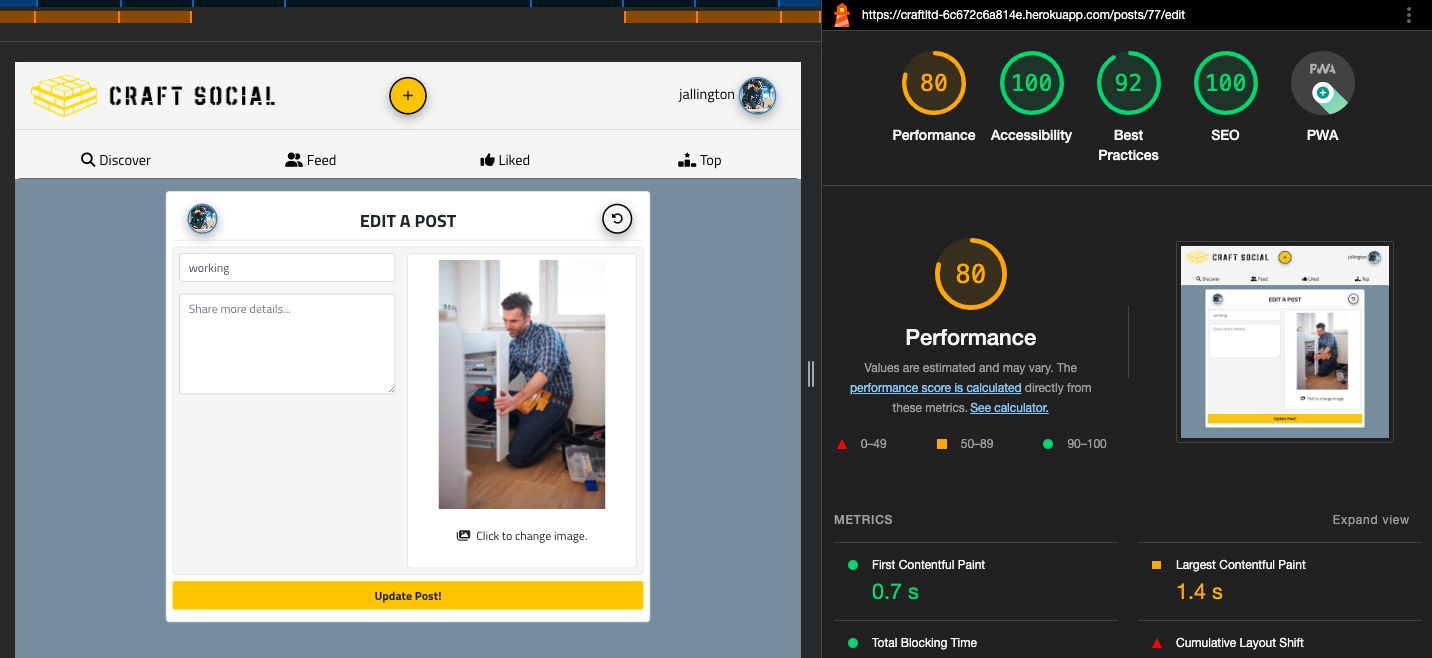 https://craftltd-6c672c6a814e.herokuapp.com/posts/77/edit
CRAFT SOCIAL
+
jallington
Discover
Feed
Liked
Top
EDIT A POST
working
Share more details...
Click to change image.
Update Post!
80
100
92
100
PWA
Performance
Accessibility
Best
Practices
SEO
PWA
80
Performance
Values are estimated and may vary. The
performance score is calculated directly from
these metrics. See calculator.
0–49
50–89
90–100
CRAFT SOCIAL
+
jallington
Discover
Feed
Liked
Top
EDIT A POST
working
Share more details...
Click to change image
Update Post!
METRICS
Expand view
First Contentful Paint
0.7 s
Largest Contentful Paint
1.4 s
Total Blocking Time
Cumulative Layout Shift